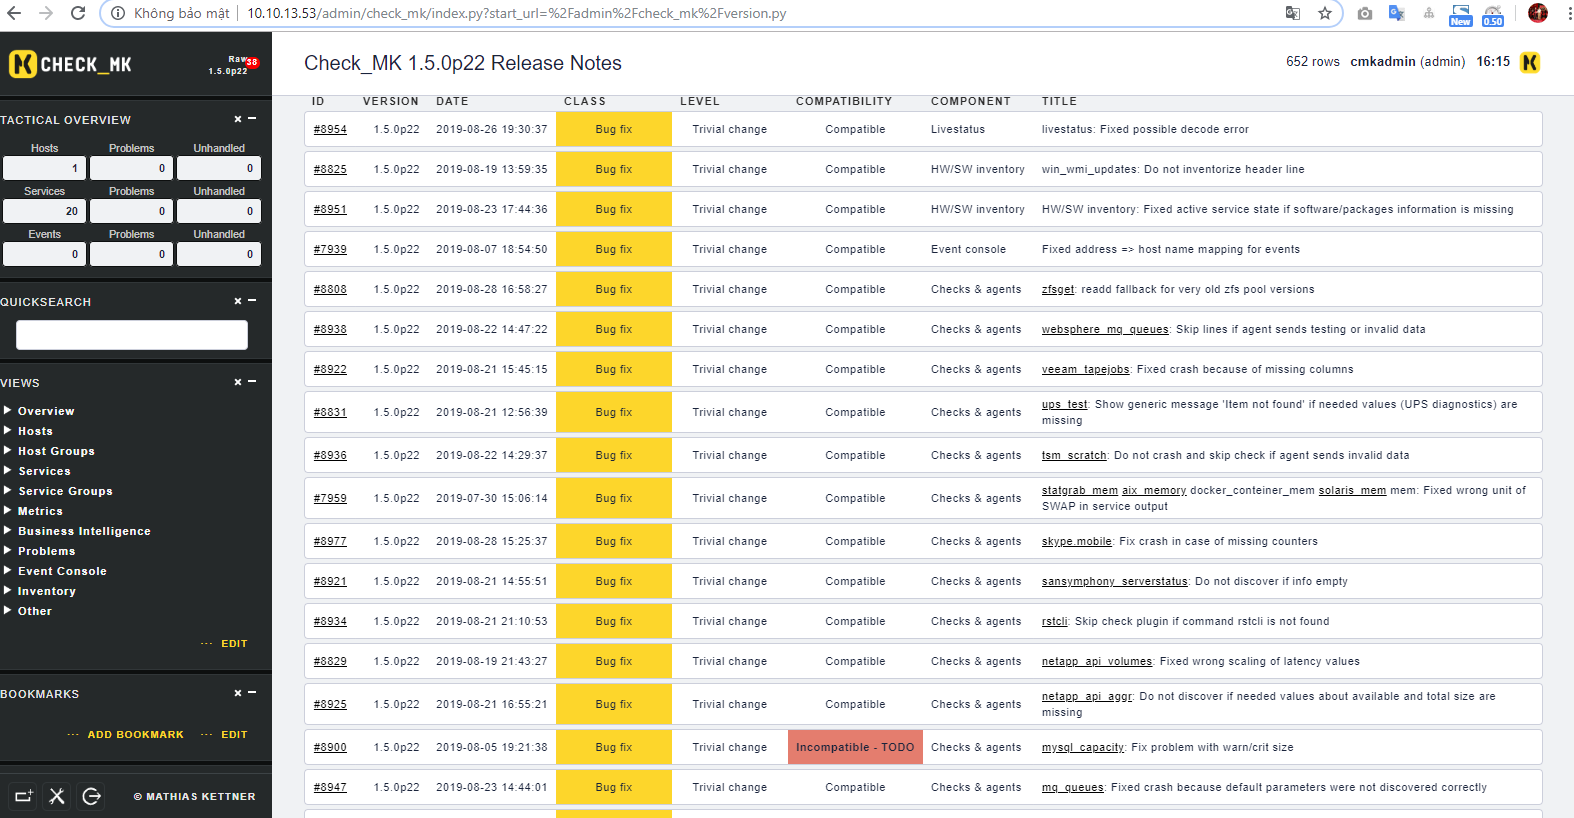 Không bảo mật | 10.10.13.53/admin/check_mk/index.py?start_url=%2Fadmin%2Fcheck_mk%2Fversion.py
New
0.50
CHECK_MK
Raw
38
1.5.0p22
TACTICAL OVERVIEW
Hosts Problems Unhandled
1 0 0
Services Problems Unhandled
20 0 0
Events Problems Unhandled
0 0 0
QUICKSEARCH
VIEWS
Overview
Hosts
Host Groups
Services
Service Groups
Metrics
Business Intelligence
Problems
Event Console
Inventory
Other
EDIT
BOOKMARKS
ADD BOOKMARK EDIT
© MATHIAS KETTNER
Check_MK 1.5.0p22 Release Notes
652 rows cmkadmin (admin) 16:15
ID VERSION DATE CLASS LEVEL COMPATIBILITY COMPONENT TITLE
#8954 1.5.0p22 2019-08-26 19:30:37 Bug fix Trivial change Compatible Livestatus livestatus: Fixed possible decode error
#8825 1.5.0p22 2019-08-19 13:59:35 Bug fix Trivial change Compatible HW/SW inventory win_wmi_updates: Do not inventorize header line
#8951 1.5.0p22 2019-08-23 17:44:36 Bug fix Trivial change Compatible HW/SW inventory HW/SW inventory: Fixed active service state if software/packages information is missing
#7939 1.5.0p22 2019-08-07 18:54:50 Bug fix Trivial change Compatible Event console Fixed address => host name mapping for events
#8808 1.5.0p22 2019-08-28 16:58:27 Bug fix Trivial change Compatible Checks & agents zfsget: readd fallback for very old zfs pool versions
#8938 1.5.0p22 2019-08-22 14:47:22 Bug fix Trivial change Compatible Checks & agents websphere_mq_queues: Skip lines if agent sends testing or invalid data
#8922 1.5.0p22 2019-08-21 15:45:15 Bug fix Trivial change Compatible Checks & agents veeam_tapejobs: Fixed crash because of missing columns
#8831 1.5.0p22 2019-08-21 12:56:39 Bug fix Trivial change Compatible Checks & agents ups_test: Show generic message 'Item not found' if needed values (UPS diagnostics) are
missing
#8936 1.5.0p22 2019-08-22 14:29:37 Bug fix Trivial change Compatible Checks & agents tsm_scratch: Do not crash and skip check if agent sends invalid data
#7959 1.5.0p22 2019-07-30 15:06:14 Bug fix Trivial change Compatible Checks & agents statgrab_mem aix_memory docker_conteiner_mem solaris_mem mem: Fixed wrong unit of
SWAP in service output
#8977 1.5.0p22 2019-08-28 15:25:37 Bug fix Trivial change Compatible Checks & agents skype.mobile: Fix crash in case of missing counters
#8921 1.5.0p22 2019-08-21 14:55:51 Bug fix Trivial change Compatible Checks & agents sansymphony_serverstatus: Do not discover if info empty
#8934 1.5.0p22 2019-08-21 21:10:53 Bug fix Trivial change Compatible Checks & agents rstcli: Skip check plugin if command rstcli is not found
#8829 1.5.0p22 2019-08-19 21:43:27 Bug fix Trivial change Compatible Checks & agents netapp_api_volumes: Fixed wrong scaling of latency values
#8925 1.5.0p22 2019-08-21 16:55:21 Bug fix Trivial change Compatible Checks & agents netapp_api_aggr: Do not discover if needed values about available and total size are
missing
#8900 1.5.0p22 2019-08-05 19:21:38 Bug fix Trivial change Incompatible - TODO Checks & agents mysql_capacity: Fix problem with warn/crit size
#8947 1.5.0p22 2019-08-23 14:44:01 Bug fix Trivial change Compatible Checks & agents mq_queues: Fixed crash because default parameters were not discovered correctly